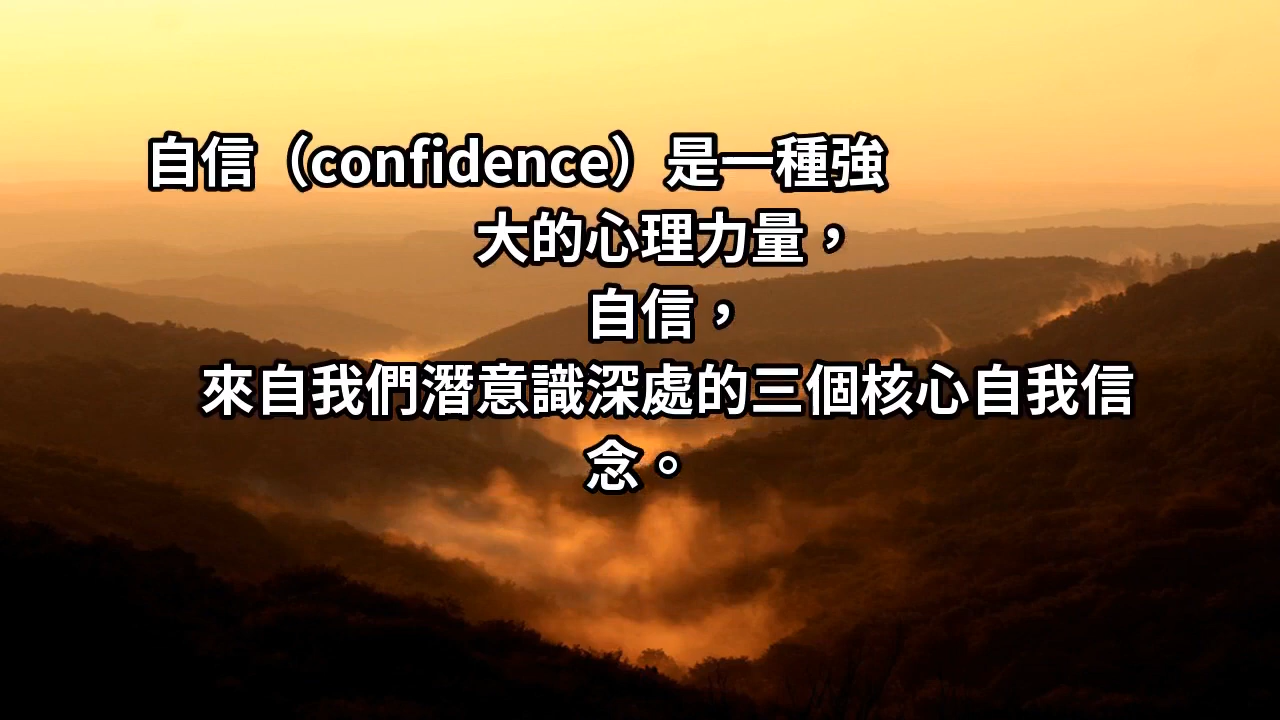 自信（confidence）是一種強
大的心理力量，
自信，
來自我們潛意識深處的三個核心自我信
念。